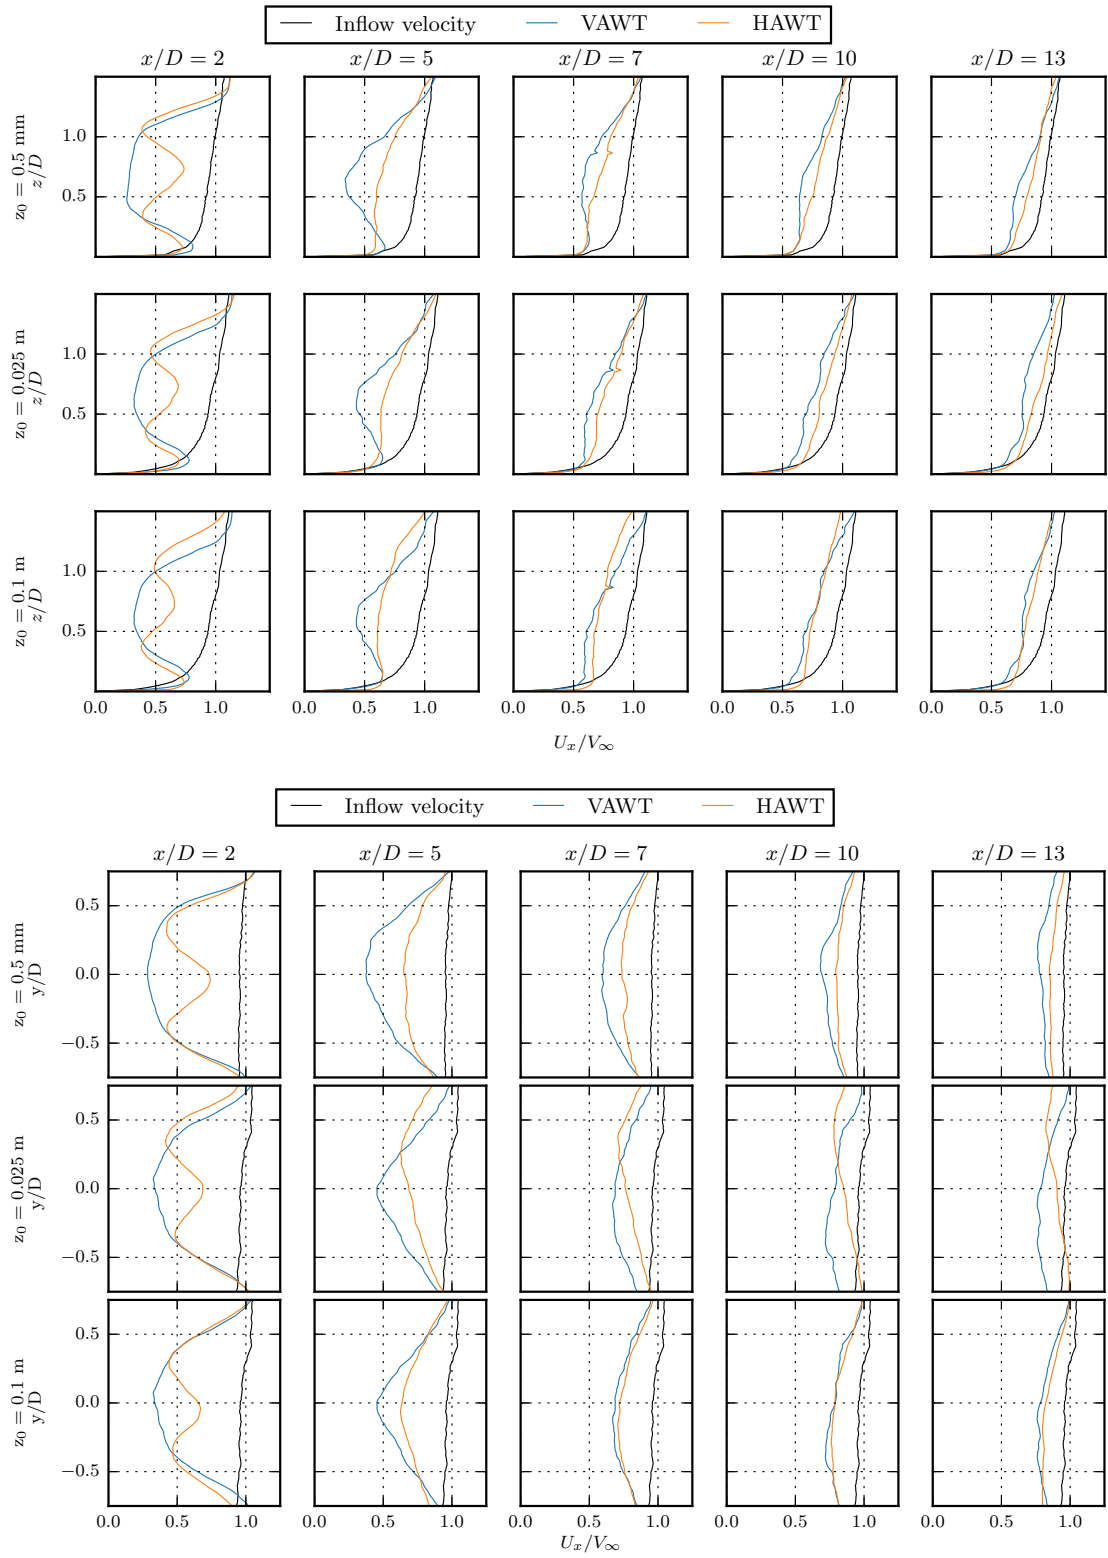 Inflow velocity VAWT HAWT
x/D = 2 x/D = 5 x/D = 7 x/D = 10 x/D = 13
z₀ = 0.5 mm
z/D
1.0
0.5
z₀ = 0.025 m
z/D
1.0
0.5
z₀ = 0.1 m
z/D
1.0
0.5
0.0 0.5 1.0 0.0 0.5 1.0 0.0 0.5 1.0 0.0 0.5 1.0 0.0 0.5 1.0
Uₓ/V∞
Inflow velocity VAWT HAWT
x/D = 2 x/D = 5 x/D = 7 x/D = 10 x/D = 13
z₀ = 0.5 mm
y/D
0.5
0.0
−0.5
z₀ = 0.025 m
y/D
0.5
0.0
−0.5
z₀ = 0.1 m
y/D
0.5
0.0
−0.5
0.0 0.5 1.0 0.0 0.5 1.0 0.0 0.5 1.0 0.0 0.5 1.0 0.0 0.5 1.0
Uₓ/V∞